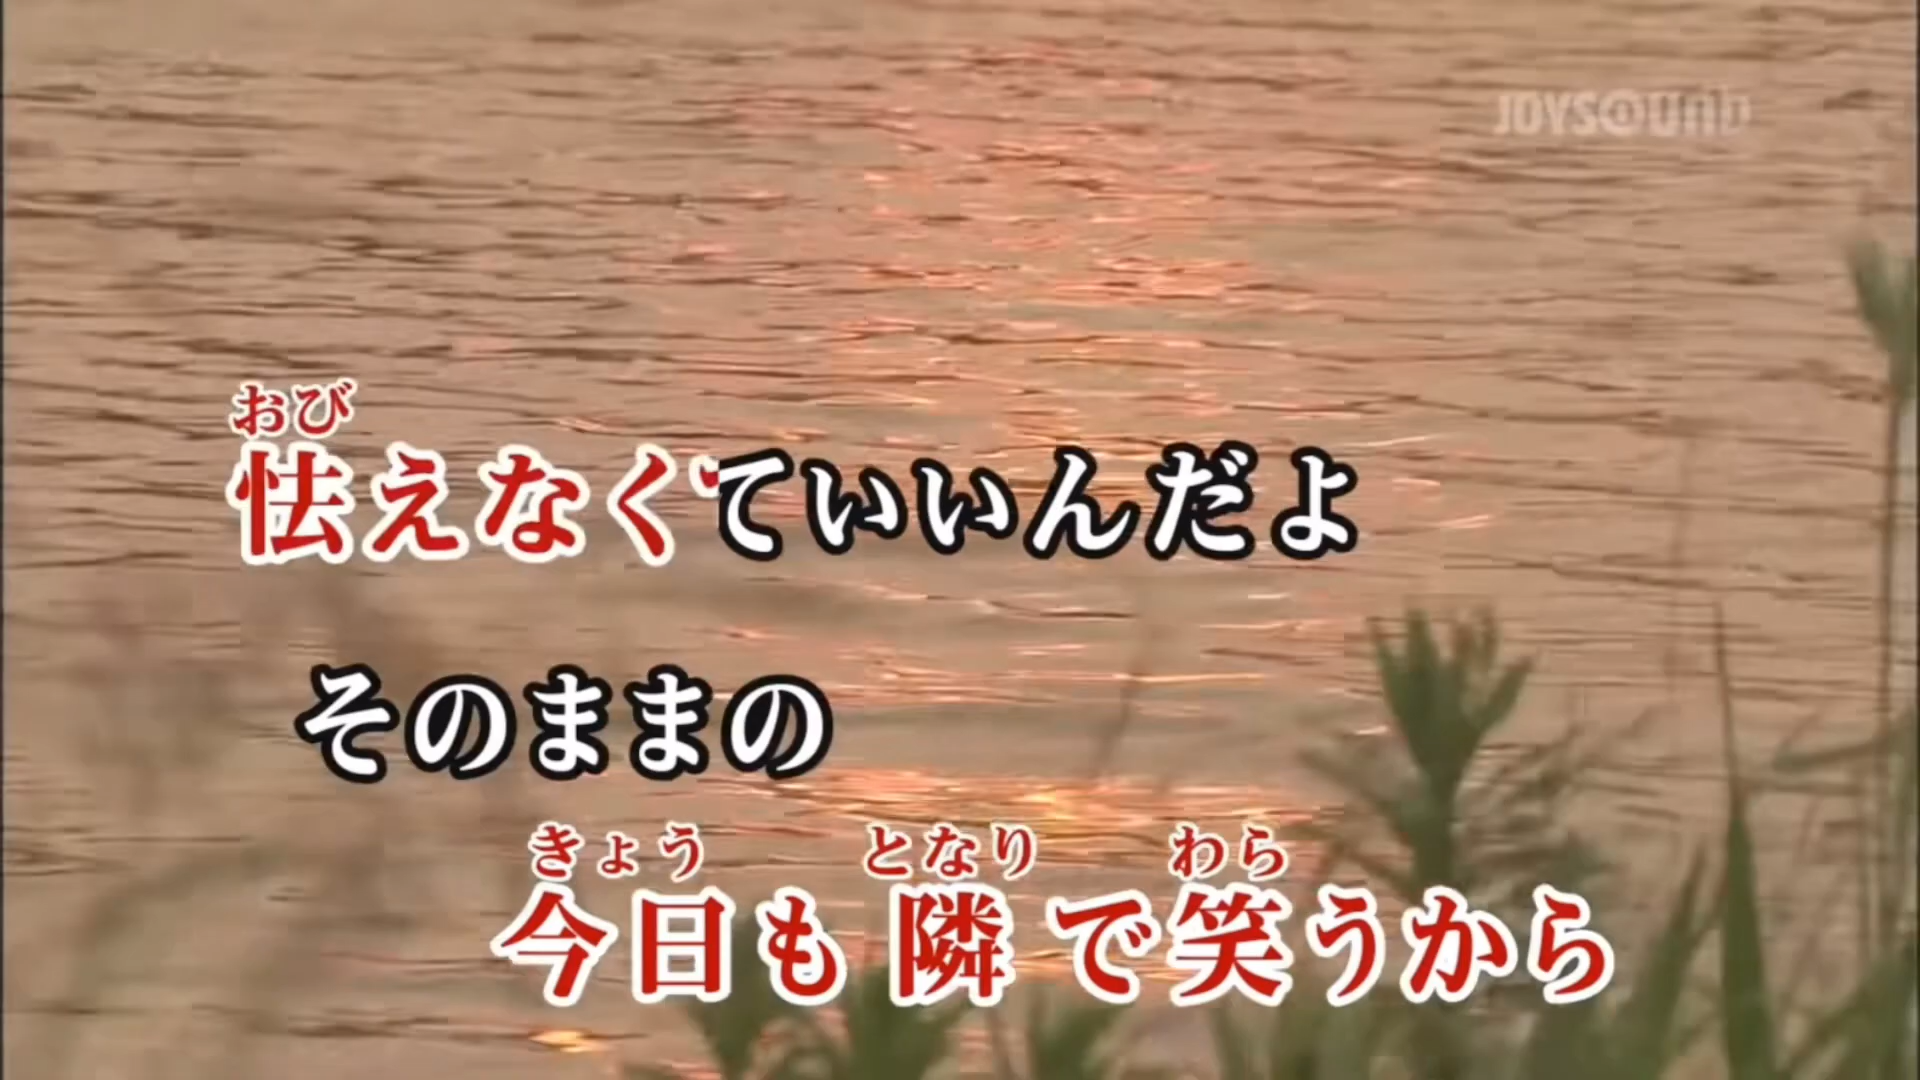 JOYSOUND
おび
怯えなくていいんだよ
そのままの
きょう となり わら
今日も隣で笑うから